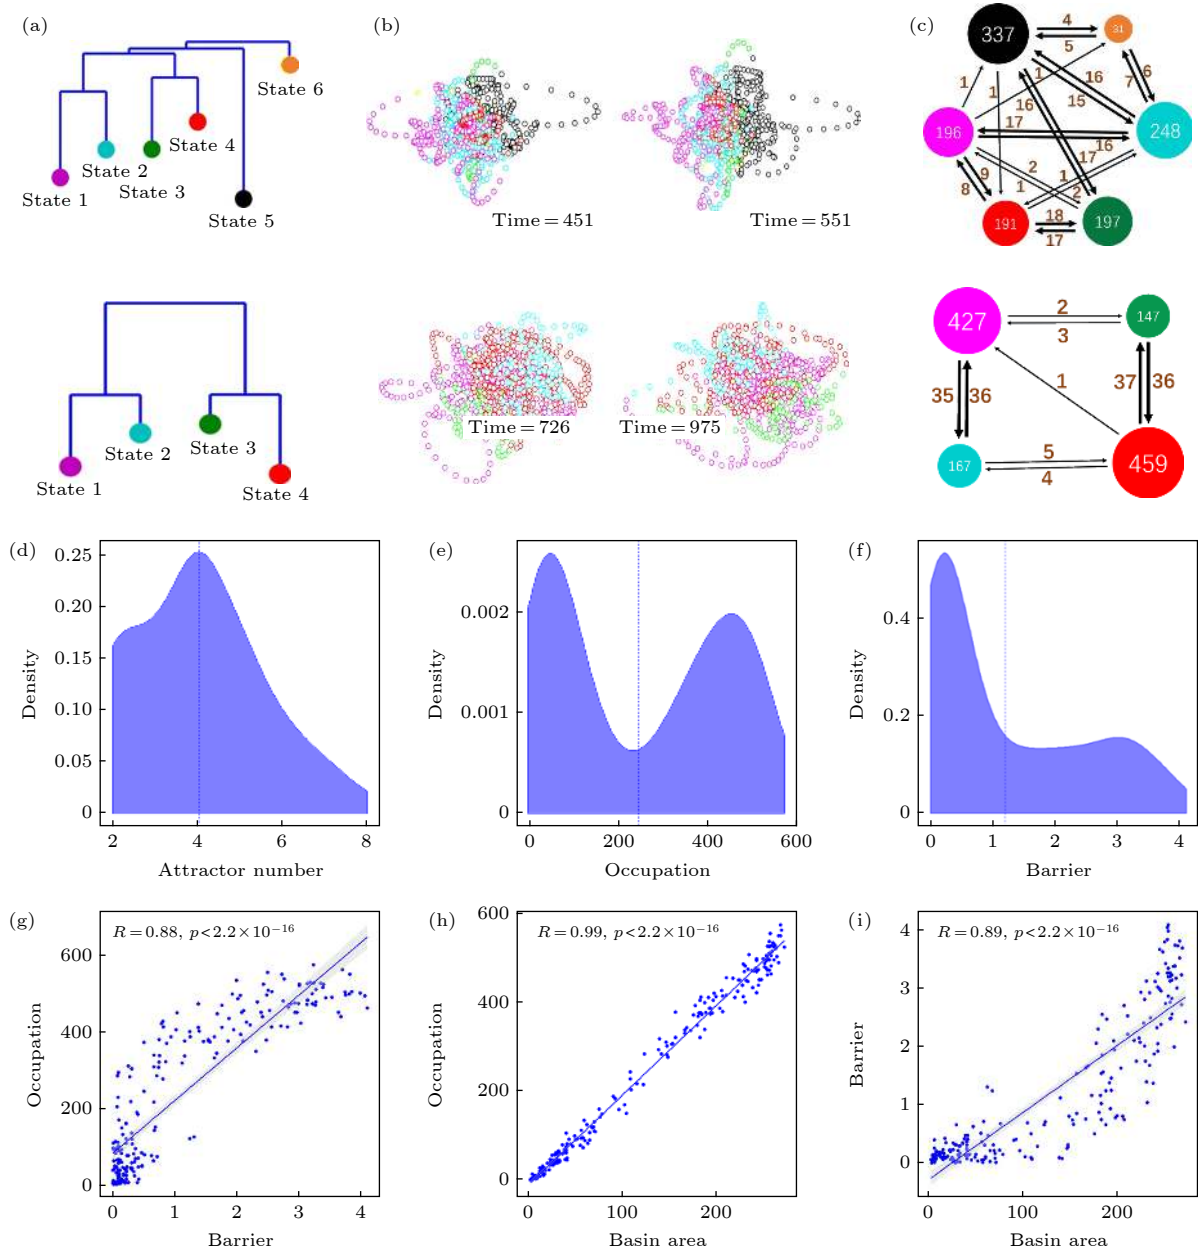 (a)
State 6
State 4
State 2
State 3
State 1
State 5
(b)
Time=451
Time=551
(c)
337
31
4
5
1
1
1
16
15
6
7
16
196
17
16
248
17
9
8
2
1
1
2
191
18
17
197
State 1
State 2
State 3
State 4
Time=726
Time=975
427
2
3
147
1
35
36
37
36
167
5
4
459
(d)
0.25
0.20
0.15
0.10
0.05
0
Density
2
4
6
8
Attractor number
(e)
0.002
0.001
0
Density
0
200
400
600
Occupation
(f)
0.4
0.2
0
Density
0
1
2
3
4
Barrier
(g)
R=0.88, p<2.2×10⁻¹⁶
600
400
200
0
Occupation
0
1
2
3
4
Barrier
(h)
R=0.99, p<2.2×10⁻¹⁶
600
400
200
0
Occupation
0
100
200
Basin area
(i)
R=0.89, p<2.2×10⁻¹⁶
4
3
2
1
0
Barrier
0
100
200
Basin area